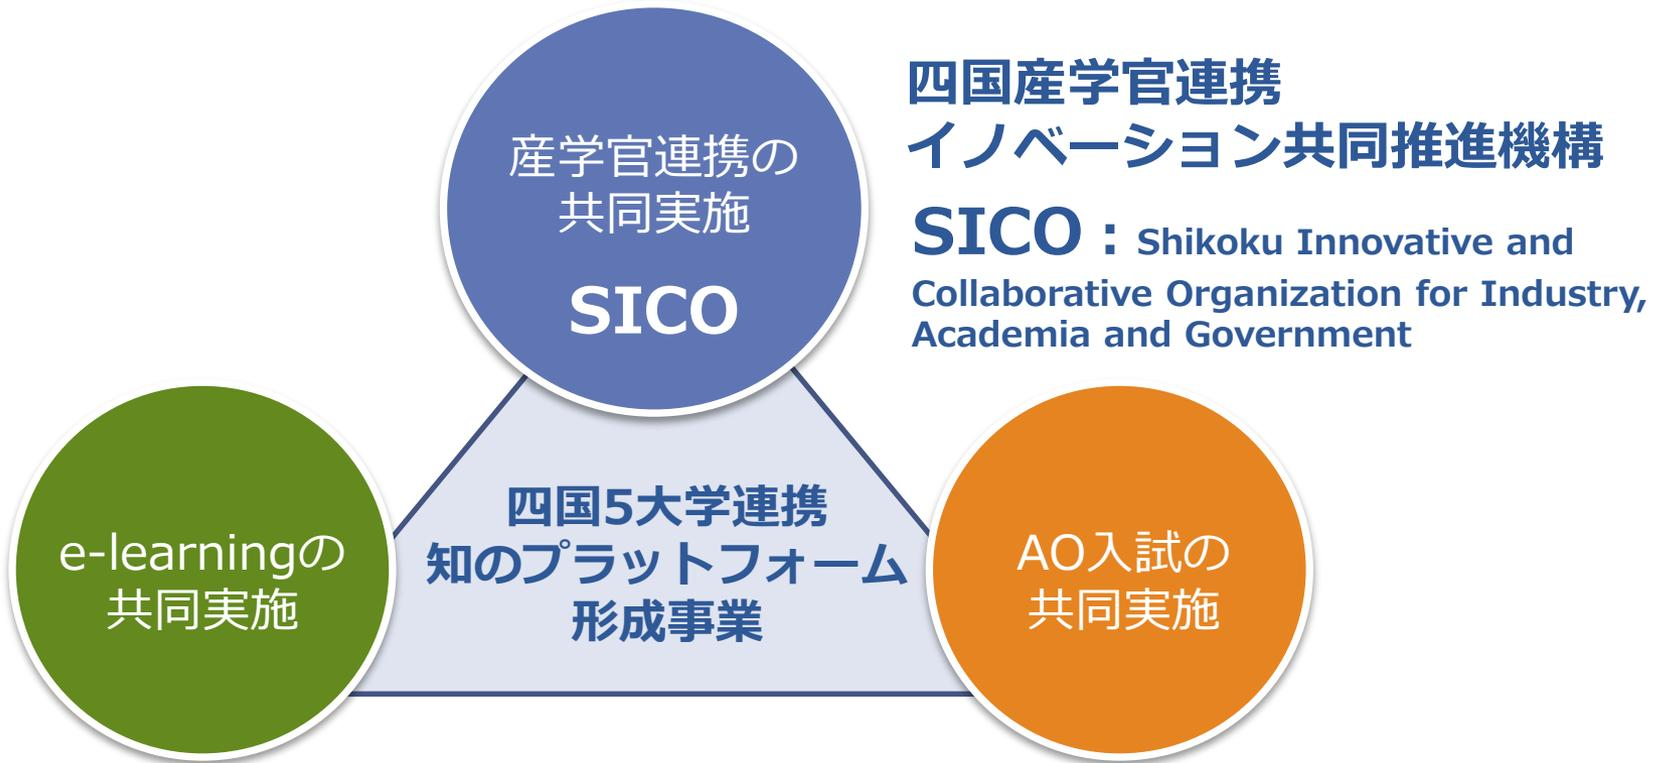 産学官連携の
共同実施
SICO
四国産学官連携
イノベーション共同推進機構
SICO：Shikoku Innovative and
Collaborative Organization for Industry,
Academia and Government
四国5大学連携
知のプラットフォーム
形成事業
e-learningの
共同実施
AO入試の
共同実施